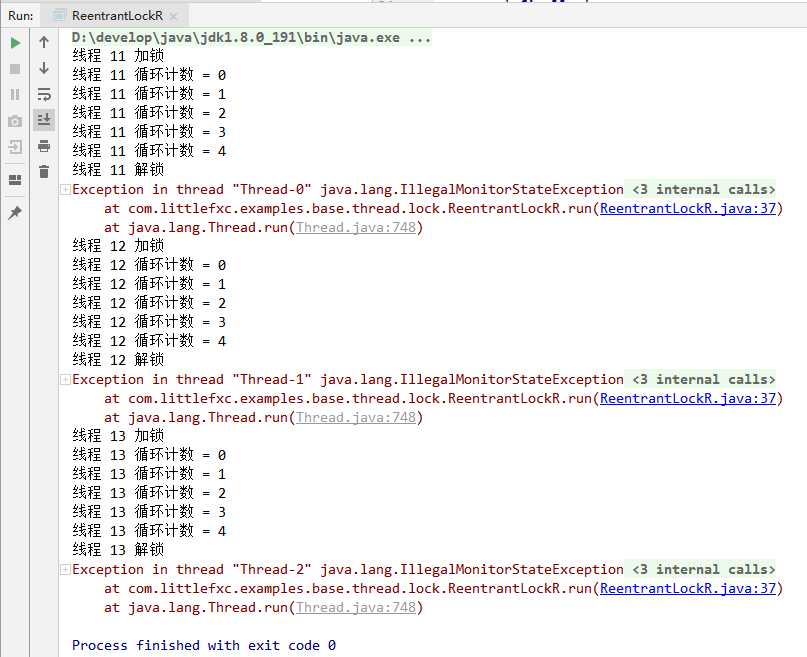 Run: ReentrantLockR ×
D:\develop\java\jdk1.8.0_191\bin\java.exe ...
线程 11 加锁
线程 11 循环计数 = 0
线程 11 循环计数 = 1
线程 11 循环计数 = 2
线程 11 循环计数 = 3
线程 11 循环计数 = 4
线程 11 解锁
Exception in thread "Thread-0" java.lang.IllegalMonitorStateException <3 internal calls>
at com.littlefxc.examples.base.thread.lock.ReentrantLockR.run(ReentrantLockR.java:37)
at java.lang.Thread.run(Thread.java:748)
线程 12 加锁
线程 12 循环计数 = 0
线程 12 循环计数 = 1
线程 12 循环计数 = 2
线程 12 循环计数 = 3
线程 12 循环计数 = 4
线程 12 解锁
Exception in thread "Thread-1" java.lang.IllegalMonitorStateException <3 internal calls>
at com.littlefxc.examples.base.thread.lock.ReentrantLockR.run(ReentrantLockR.java:37)
at java.lang.Thread.run(Thread.java:748)
线程 13 加锁
线程 13 循环计数 = 0
线程 13 循环计数 = 1
线程 13 循环计数 = 2
线程 13 循环计数 = 3
线程 13 循环计数 = 4
线程 13 解锁
Exception in thread "Thread-2" java.lang.IllegalMonitorStateException <3 internal calls>
at com.littlefxc.examples.base.thread.lock.ReentrantLockR.run(ReentrantLockR.java:37)
at java.lang.Thread.run(Thread.java:748)
Process finished with exit code 0